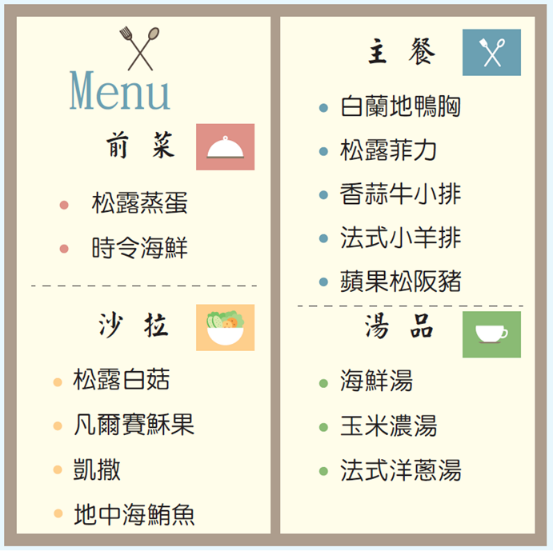 Menu
前菜
松露蒸蛋
時令海鮮
沙拉
松露白菇
凡爾賽穌果
凱撒
地中海鮪魚
主餐
白蘭地鴨胸
松露菲力
香蒜牛小排
法式小羊排
蘋果松阪豬
湯品
海鮮湯
玉米濃湯
法式洋蔥湯